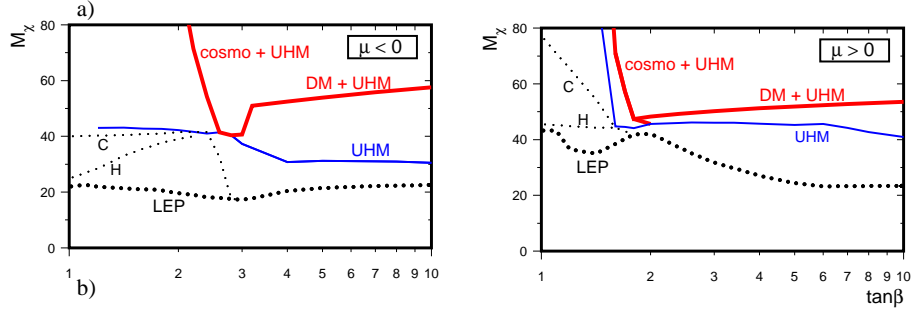 a)
M_χ
80
60
40
20
0
μ < 0
cosmo + UHM
DM + UHM
UHM
C
H
LEP
1 2 3 4 5 6 7 8 9 10
b)
M_χ
80
60
40
20
0
μ > 0
cosmo + UHM
DM + UHM
UHM
C
H
LEP
1 2 3 4 5 6 7 8 9 10
tanβ